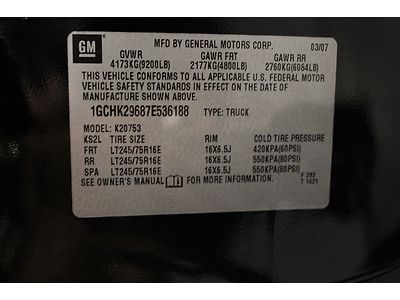 GM
MFD BY GENERAL MOTORS CORP. 03/07
GVWR GAWR FRT GAWR RR
4173KG(9200LB) 2177KG(4800LB) 2760KG(6084LB)
THIS VEHICLE CONFORMS TO ALL APPLICABLE U.S. FEDERAL MOTOR
VEHICLE SAFETY STANDARDS IN EFFECT ON THE DATE OF
MANUFACTURE SHOWN ABOVE.
1GCHK29687E536188 TYPE: TRUCK
MODEL: K20753
KS2L TIRE SIZE RIM COLD TIRE PRESSURE
FRT LT245/75R16E 16X6.5J 420KPA(60PSI)
RR LT245/75R16E 16X6.5J 550KPA(80PSI)
SPA LT245/75R16E 16X6.5J 550KPA(80PSI)
SEE OWNER'S MANUAL FOR MORE INFORMATION. F 292
T 1621